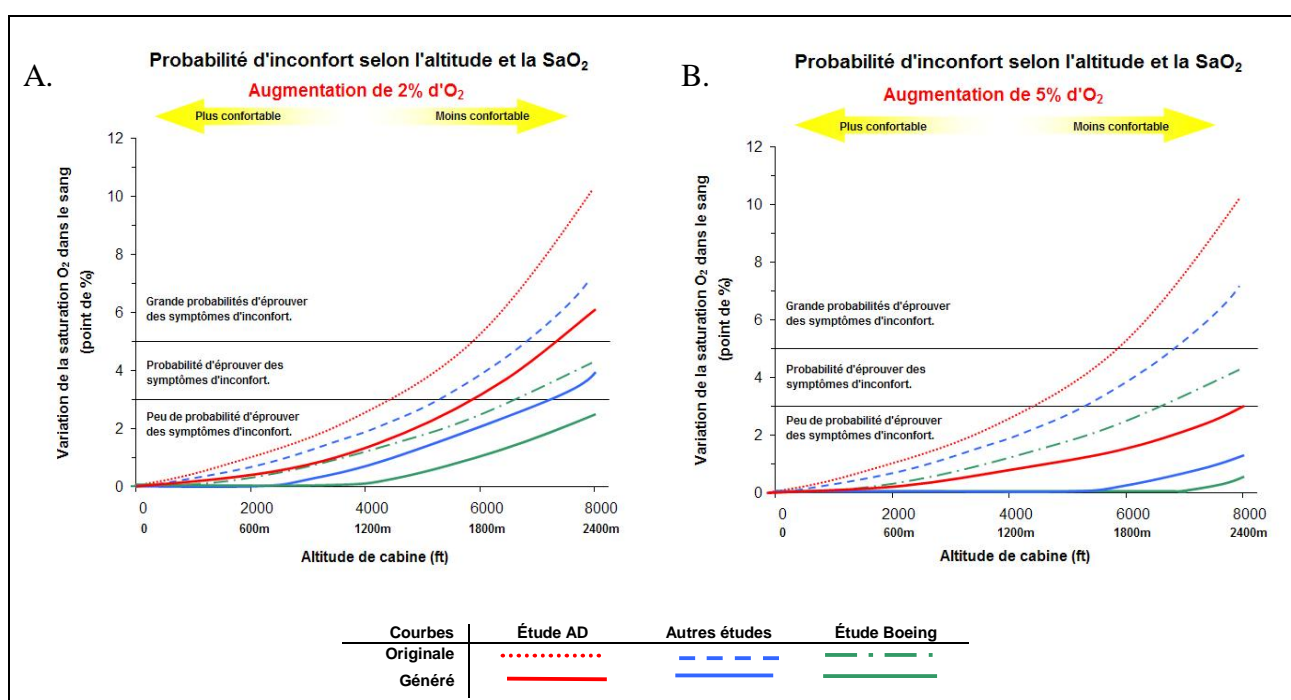 A.
Probabilité d'inconfort selon l'altitude et la SaO₂
Augmentation de 2% d'O₂
Plus confortable
Moins confortable
Variation de la saturation O₂ dans le sang
(point de %)
12
10
8
6
4
2
0
Grande probabilités d'éprouver
des symptômes d'inconfort.
Probabilité d'éprouver des
symptômes d'inconfort.
Peu de probabilité d'éprouver
des symptômes d'inconfort.
0 2000 4000 6000 8000
0 600m 1200m 1800m 2400m
Altitude de cabine (ft)
B.
Probabilité d'inconfort selon l'altitude et la SaO₂
Augmentation de 5% d'O₂
Plus confortable
Moins confortable
Variation de la saturation O₂ dans le sang
(point de %)
12
10
8
6
4
2
0
Grande probabilités d'éprouver
des symptômes d'inconfort.
Probabilité d'éprouver des
symptômes d'inconfort.
Peu de probabilité d'éprouver
des symptômes d'inconfort.
0 2000 4000 6000 8000
0 600m 1200m 1800m 2400m
Altitude de cabine (ft)
Courbes Étude AD Autres études Étude Boeing
Originale
Généré